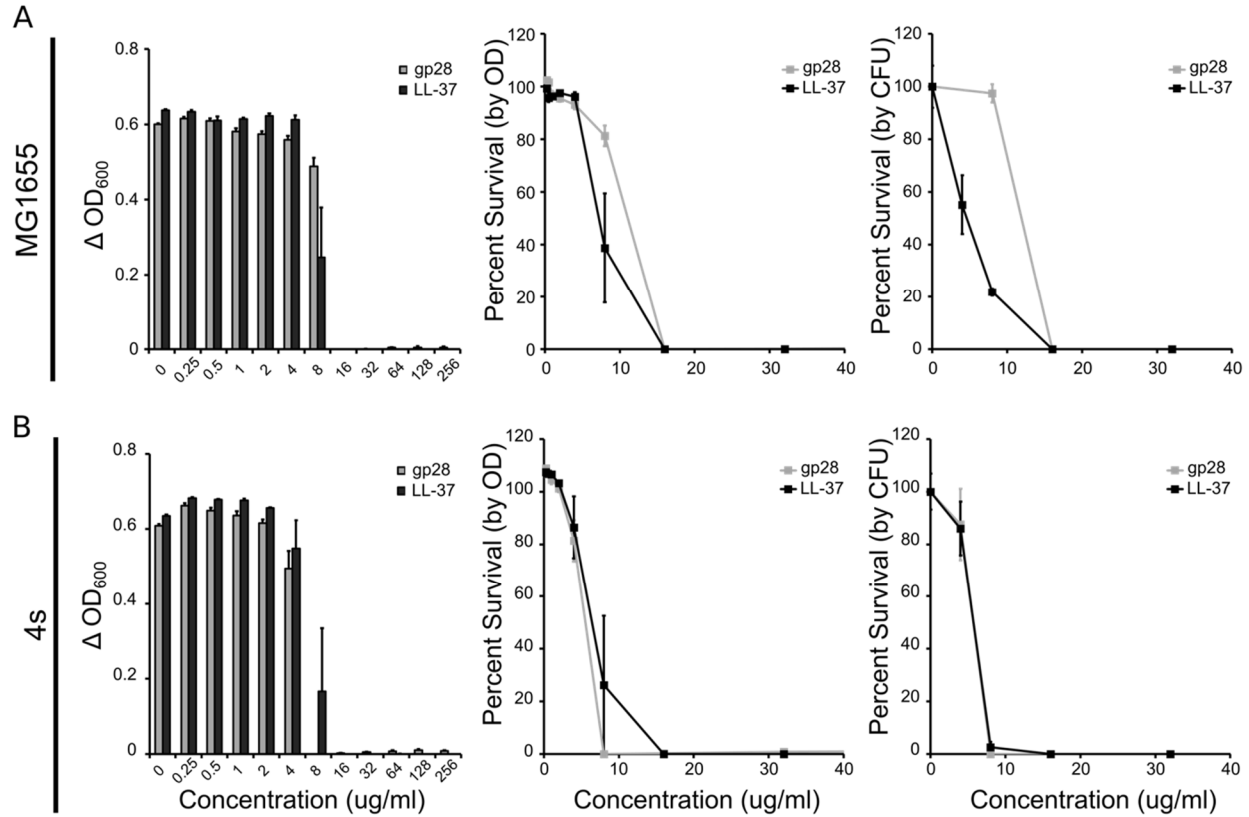 A
MG1655
Δ OD600
0.8
0.6
0.4
0.2
0
gp28
LL-37
0 0.25 0.5 1 2 4 8 16 32 64 128 256
Percent Survival (by OD)
120
100
80
60
40
20
0
gp28
LL-37
0 10 20 30 40
Percent Survival (by CFU)
120
100
80
60
40
20
0
gp28
LL-37
0 10 20 30 40
B
4s
Δ OD600
0.8
0.6
0.4
0.2
0
gp28
LL-37
0 0.25 0.5 1 2 4 8 16 32 64 128 256
Concentration (ug/ml)
Percent Survival (by OD)
120
100
80
60
40
20
0
gp28
LL-37
0 10 20 30 40
Concentration (ug/ml)
Percent Survival (by CFU)
120
100
80
60
40
20
0
gp28
LL-37
0 10 20 30 40
Concentration (ug/ml)